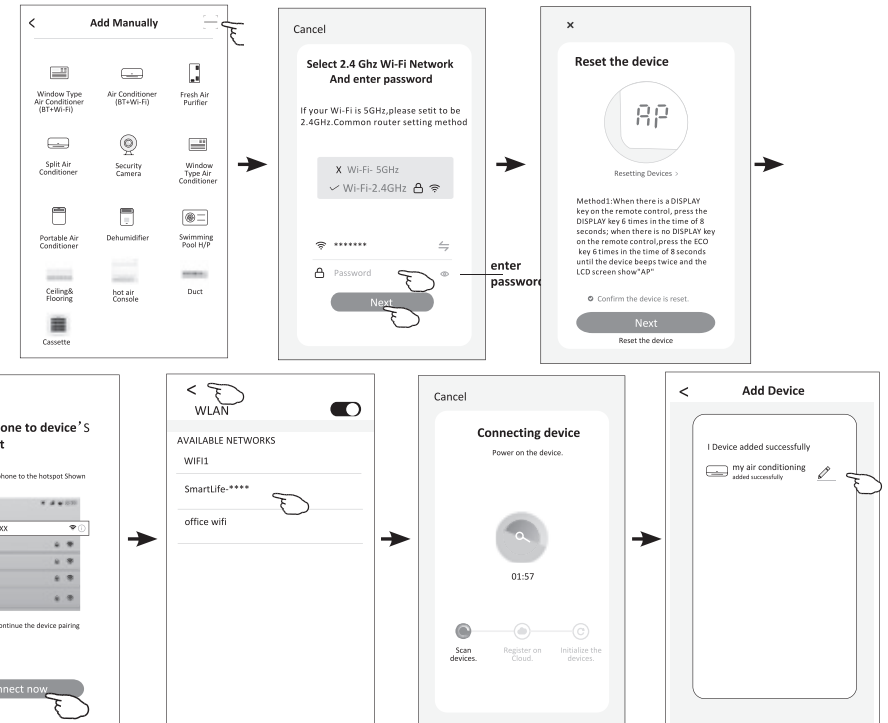 Add Manually
Window Type
Air Conditioner
(BT+Wi-Fi)
Air Conditioner
(BT+Wi-Fi)
Fresh Air
Purifier
Split Air
Conditioner
Security
Camera
Window
Type Air
Conditioner
Portable Air
Conditioner
Dehumidifier
Swimming
Pool H/P
Ceiling&
Flooring
hot air
Console
Duct
Cassette
Cancel
Select 2.4 Ghz Wi-Fi Network
And enter password
If your Wi-Fi is 5GHz,please setit to be
2.4GHz.Common router setting method
X Wi-Fi- 5GHz
✓ Wi-Fi-2.4GHz
*******
Password
Next
enter
password
×
Reset the device
AP
Resetting Devices >
Method1:When there is a DISPLAY
key on the remote control, press the
DISPLAY key 6 times in the time of 8
seconds; when there is no DISPLAY key
on the remote control,press the ECO
key 6 times in the time of 8 seconds
until the device beeps twice and the
LCD screen show"AP"
Confirm the device is reset.
Next
Reset the device
one to device'S
t
phone to the hotspot Shown
XX
ontinue the device pairing
nnect now
<
WLAN
AVAILABLE NETWORKS
WIFI1
SmartLife-****
office wifi
Cancel
Connecting device
Power on the device.
01:57
Scan
devices.
Register on
Cloud.
Initialize the
devices.
< Add Device
I Device added successfully
my air conditioning
added successfully